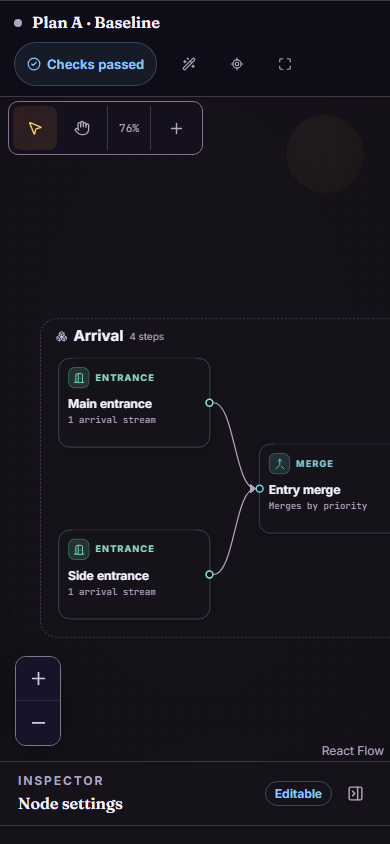 Plan A · Baseline
Checks passed
76%
Arrival 4 steps
ENTRANCE
Main entrance
1 arrival stream
MERGE
Entry merge
Merges by priority
ENTRANCE
Side entrance
1 arrival stream
React Flow
INSPECTOR
Node settings
Editable